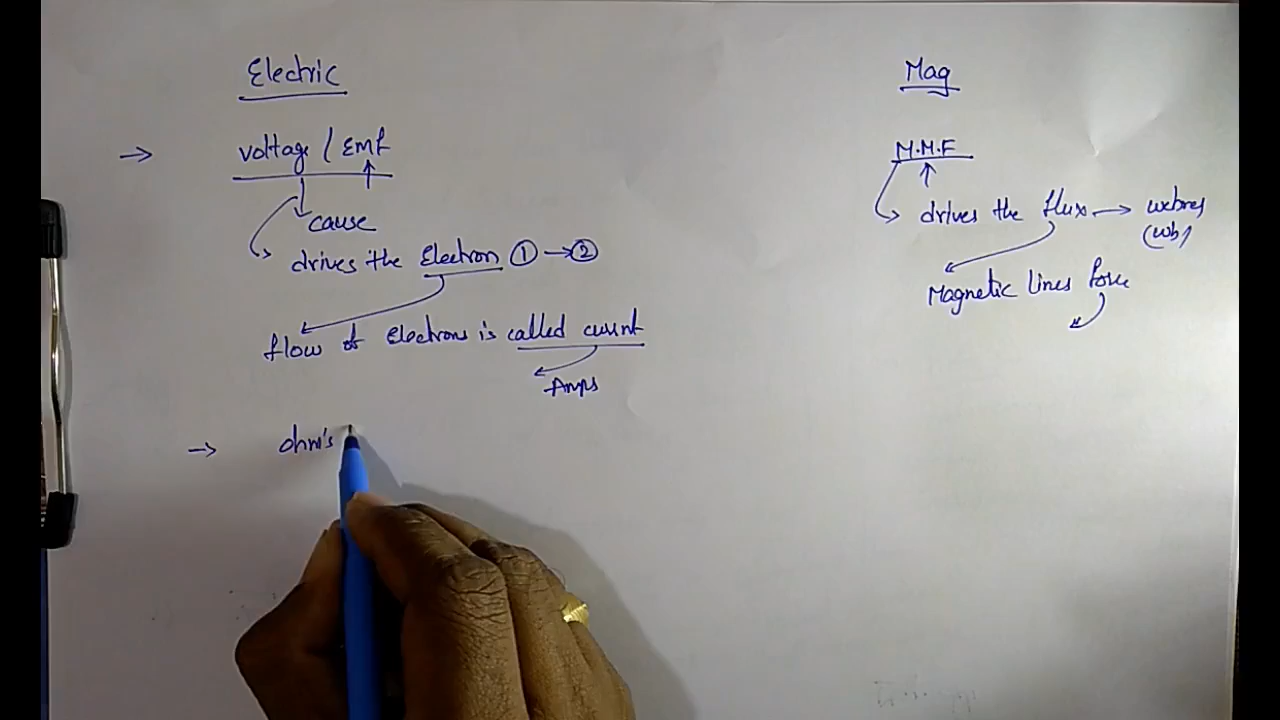 Electric
→ voltage / Emf
cause
drives the Electron ① → ②
flow of Electrons is called currnt
Amps
→ ohm's
Mag
M.M.F
drives the flux → webres
(wb)
Magnetic lines force